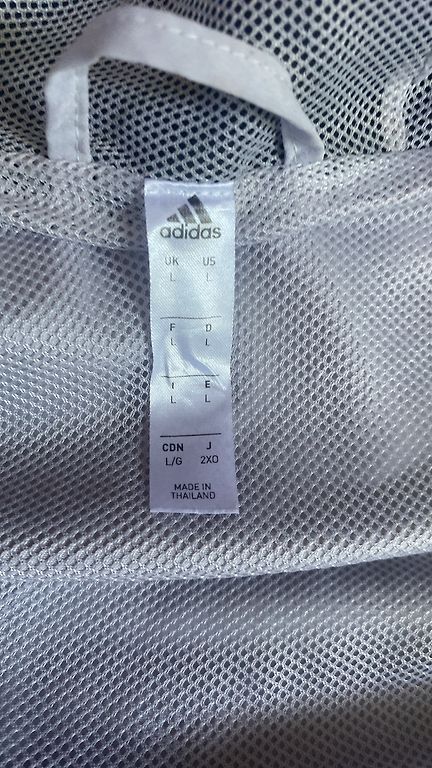 adidas
UK US
L L
F D
L L
I E
L L
CDN J
L/G 2XO
MADE IN
THAILAND